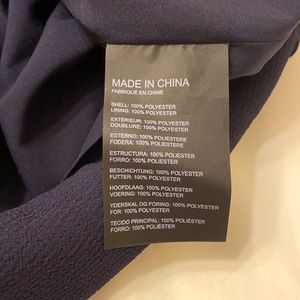 MADE IN CHINA
FABRIQUÉ EN CHINE
SHELL: 100% POLYESTER
LINING: 100% POLYESTER
EXTÉRIEUR: 100% POLYESTER
DOUBLURE: 100% POLYESTER
ESTERNO: 100% POLIESTERE
FODERA: 100% POLIESTERE
ESTRUCTURA: 100% POLIÉSTER
FORRO: 100% POLIÉSTER
BESCHICHTUNG: 100% POLYESTER
FUTTER: 100% POLYESTER
HOOFDLAAG: 100% POLYESTER
VOERING: 100% POLYESTER
YDERSKAL OG FORING: 100% POLYESTER
FOR: 100% POLYESTER
TECIDO PRINCIPAL: 100% POLIÉSTER
FORRO: 100% POLIÉSTER